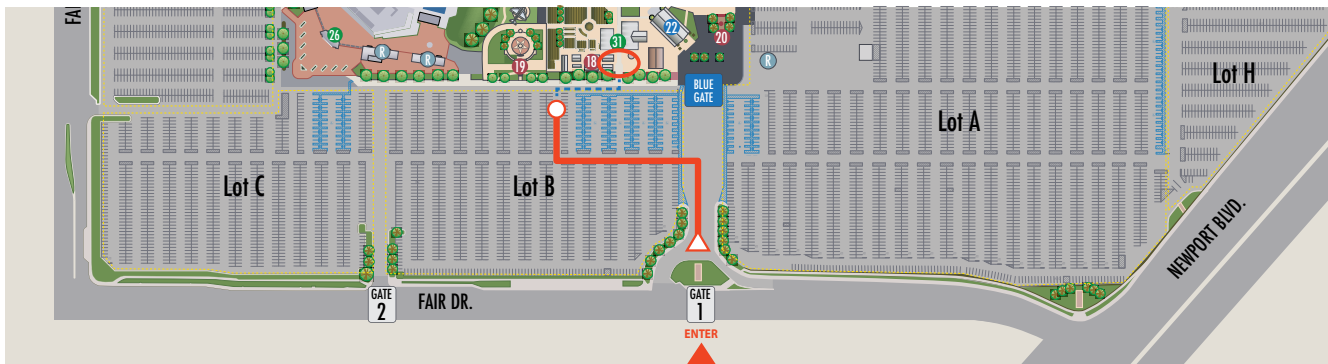 FAI
26
R
R
19
18
31
22
20
R
BLUE
GATE
Lot H
Lot A
Lot C
Lot B
NEWPORT BLVD.
GATE
2
FAIR DR.
GATE
1
ENTER